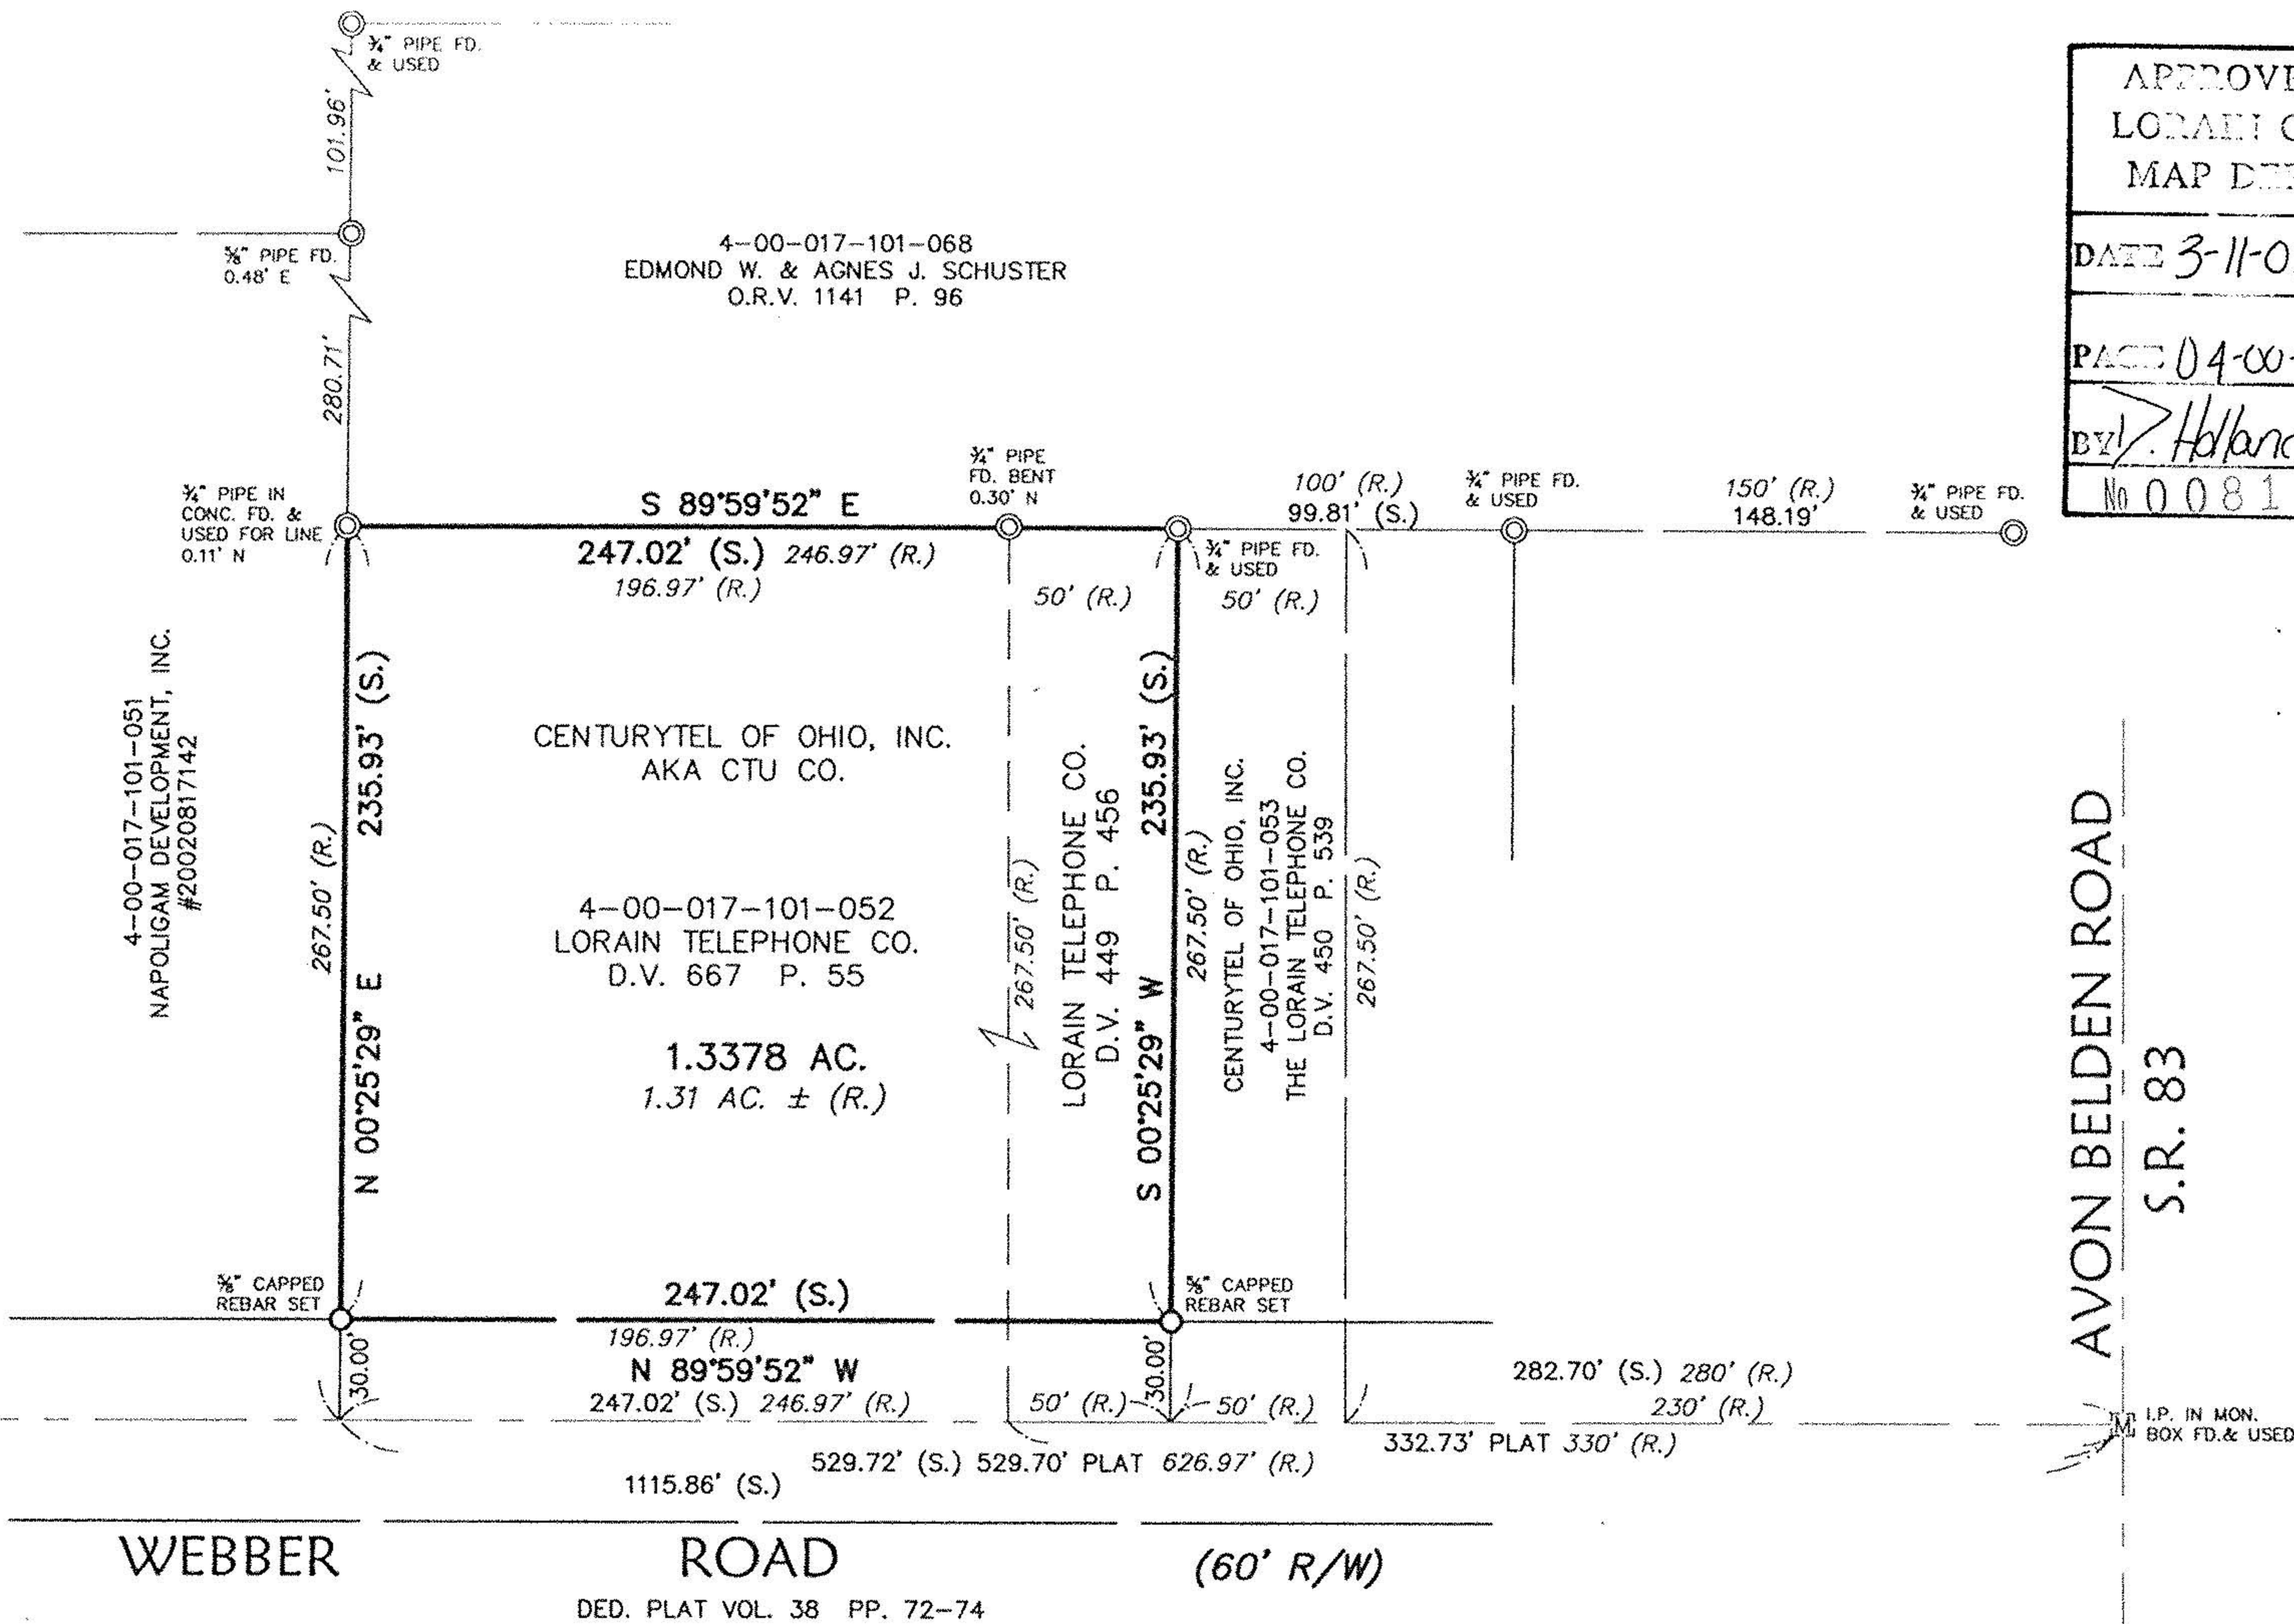 ¾" PIPE FD.
& USED
101.96'
⅝" PIPE FD.
0.48' E
280.71'
4-00-017-101-068
EDMOND W. & AGNES J. SCHUSTER
O.R.V. 1141 P. 96
DATE 3-11-0
PAGE 04-00-
BY D. Hollan
No 0081
¾" PIPE IN
CONC. FD. &
USED FOR LINE
0.11' N
S 89°59'52" E
247.02' (S.) 246.97' (R.)
196.97' (R.)
¾" PIPE
FD. BENT
0.30' N
50' (R.)
¾" PIPE FD.
& USED
50' (R.)
100' (R.)
99.81' (S.)
¾" PIPE FD.
& USED
150' (R.)
148.19'
¾" PIPE FD.
& USED
4-00-017-101-051
NAPOLIGAM DEVELOPMENT, INC.
#20020817142
267.50' (R.)
N 00°25'29" E 235.93' (S.)
CENTURYTEL OF OHIO, INC.
AKA CTU CO.
4-00-017-101-052
LORAIN TELEPHONE CO.
D.V. 667 P. 55
1.3378 AC.
1.31 AC. ± (R.)
267.50' (R.)
LORAIN TELEPHONE CO.
D.V. 449 P. 456
S 00°25'29" W 235.93' (S.)
267.50' (R.)
CENTURYTEL OF OHIO, INC.
4-00-017-101-053
THE LORAIN TELEPHONE CO.
D.V. 450 P. 539
267.50' (R.)
AVON BELDEN ROAD
S.R. 83
⅝" CAPPED
REBAR SET
247.02' (S.)
⅝" CAPPED
REBAR SET
196.97' (R.)
N 89°59'52" W
247.02' (S.) 246.97' (R.)
30.00'
30.00'
50' (R.)
50' (R.)
282.70' (S.) 280' (R.)
230' (R.)
332.73' PLAT 330' (R.)
I.P. IN MON.
BOX FD.& USED
M
529.72' (S.) 529.70' PLAT 626.97' (R.)
1115.86' (S.)
WEBBER ROAD (60' R/W)
DED. PLAT VOL. 38 PP. 72-74